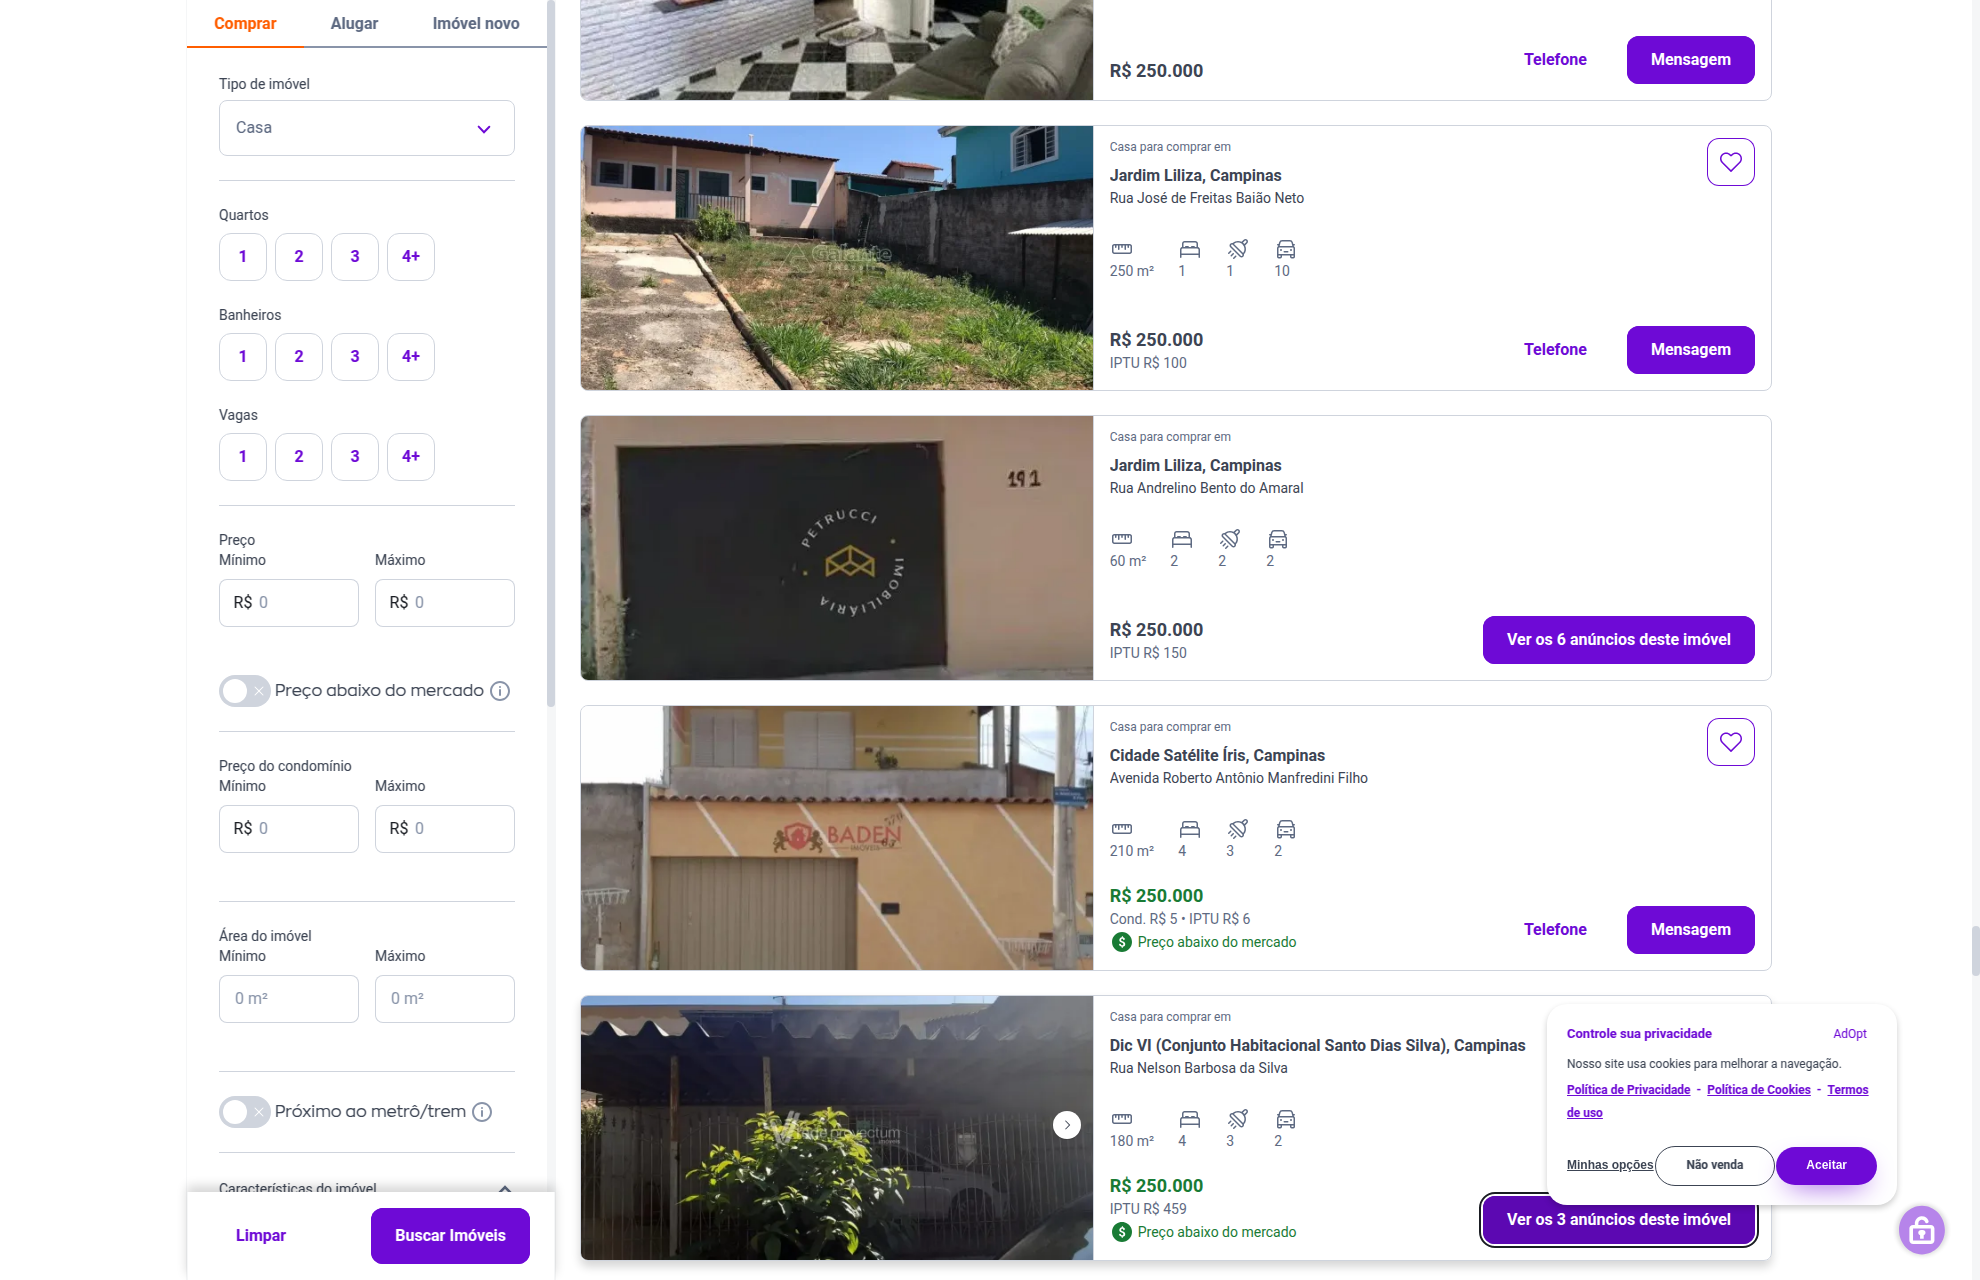 Comprar
Alugar
Imóvel novo
Tipo de imóvel
Casa
Quartos
1
2
3
4+
Banheiros
1
2
3
4+
Vagas
1
2
3
4+
Preço
Mínimo
Máximo
R$ 0
R$ 0
Preço abaixo do mercado
Preço do condomínio
Mínimo
Máximo
R$ 0
R$ 0
Área do imóvel
Mínimo
Máximo
0 m²
0 m²
Próximo ao metrô/trem
Características do imóvel
Limpar
Buscar Imóveis
R$ 250.000
Telefone
Mensagem
Galante
Casa para comprar em
Jardim Liliza, Campinas
Rua José de Freitas Baião Neto
250 m²
1
1
10
R$ 250.000
IPTU R$ 100
Telefone
Mensagem
191
PETRUCCI
IMOBILIÁRIA
Casa para comprar em
Jardim Liliza, Campinas
Rua Andrelino Bento do Amaral
60 m²
2
2
2
R$ 250.000
IPTU R$ 150
Ver os 6 anúncios deste imóvel
BADEN
IMÓVEIS
Casa para comprar em
Cidade Satélite Íris, Campinas
Avenida Roberto Antônio Manfredini Filho
210 m²
4
3
2
R$ 250.000
Cond. R$ 5 • IPTU R$ 6
Preço abaixo do mercado
Telefone
Mensagem
Casa para comprar em
Dic VI (Conjunto Habitacional Santo Dias Silva), Campinas
Rua Nelson Barbosa da Silva
180 m²
4
3
2
R$ 250.000
IPTU R$ 459
Preço abaixo do mercado
Ver os 3 anúncios deste imóvel
Controle sua privacidade
AdOpt
Nosso site usa cookies para melhorar a navegação.
Política de Privacidade - Política de Cookies - Termos
de uso
Minhas opções
Não venda
Aceitar